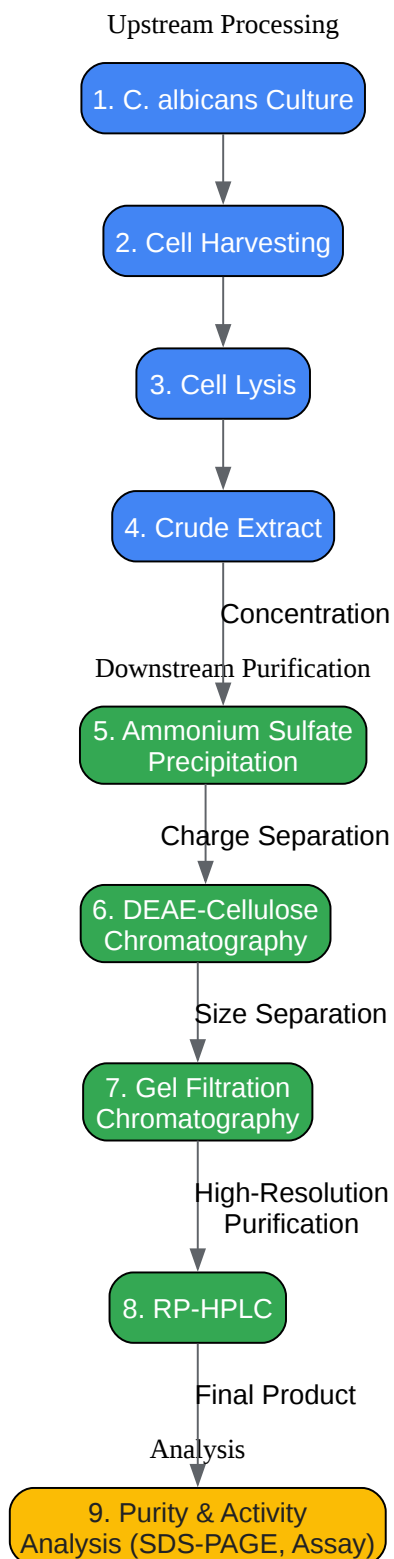 Upstream Processing
1. C. albicans Culture
2. Cell Harvesting
3. Cell Lysis
4. Crude Extract
Concentration
Downstream Purification
5. Ammonium Sulfate
Precipitation
Charge Separation
6. DEAE-Cellulose
Chromatography
Size Separation
7. Gel Filtration
Chromatography
High-Resolution
Purification
8. RP-HPLC
Final Product
Analysis
9. Purity & Activity
Analysis (SDS-PAGE, Assay)